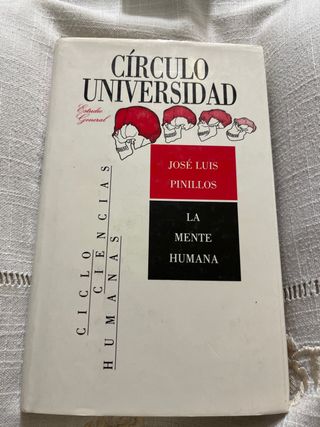 CÍRCULO
UNIVERSIDAD
Estudio
General
JOSÉ LUIS
PINILLOS
LA
MENTE
HUMANA
CICLO
CIENCIAS
HUMANAS